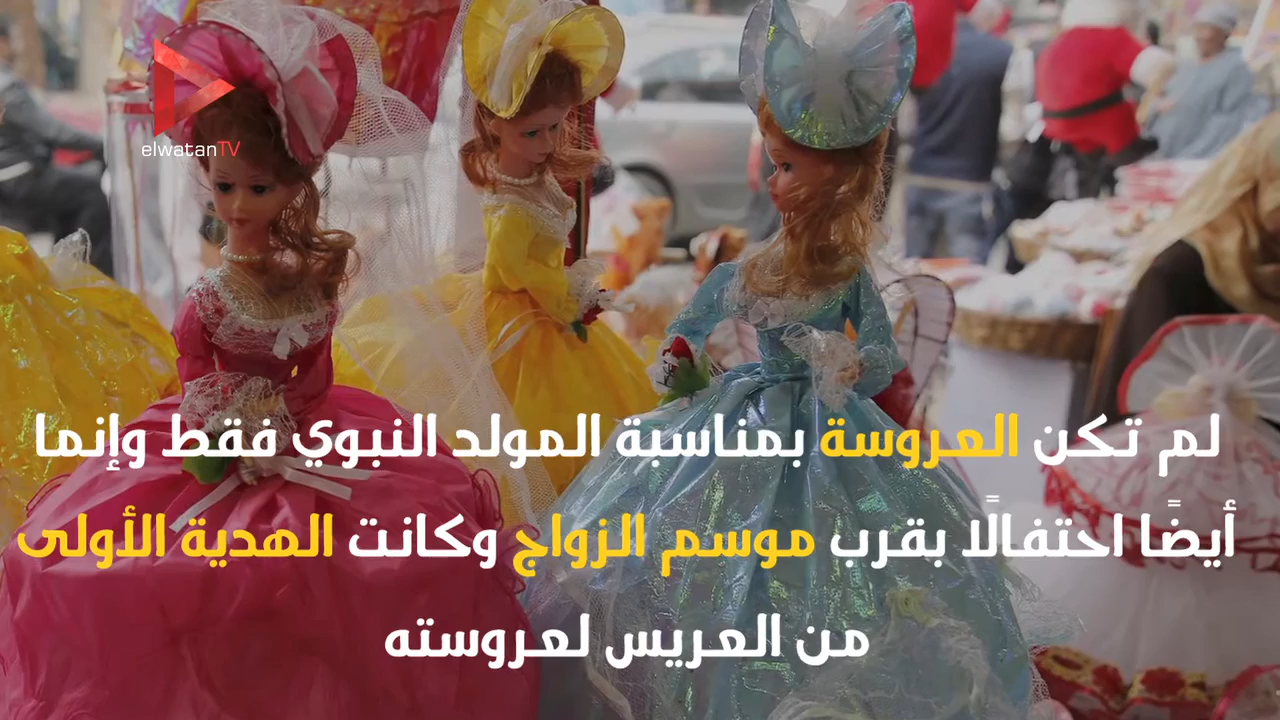 elwatanTV
لم تكن العروسة بمناسبة المولد النبوي فقط وإنما
أيضًا احتفالًا بقرب موسم الزواج وكانت الهدية الأولى
من العريس لعروسته